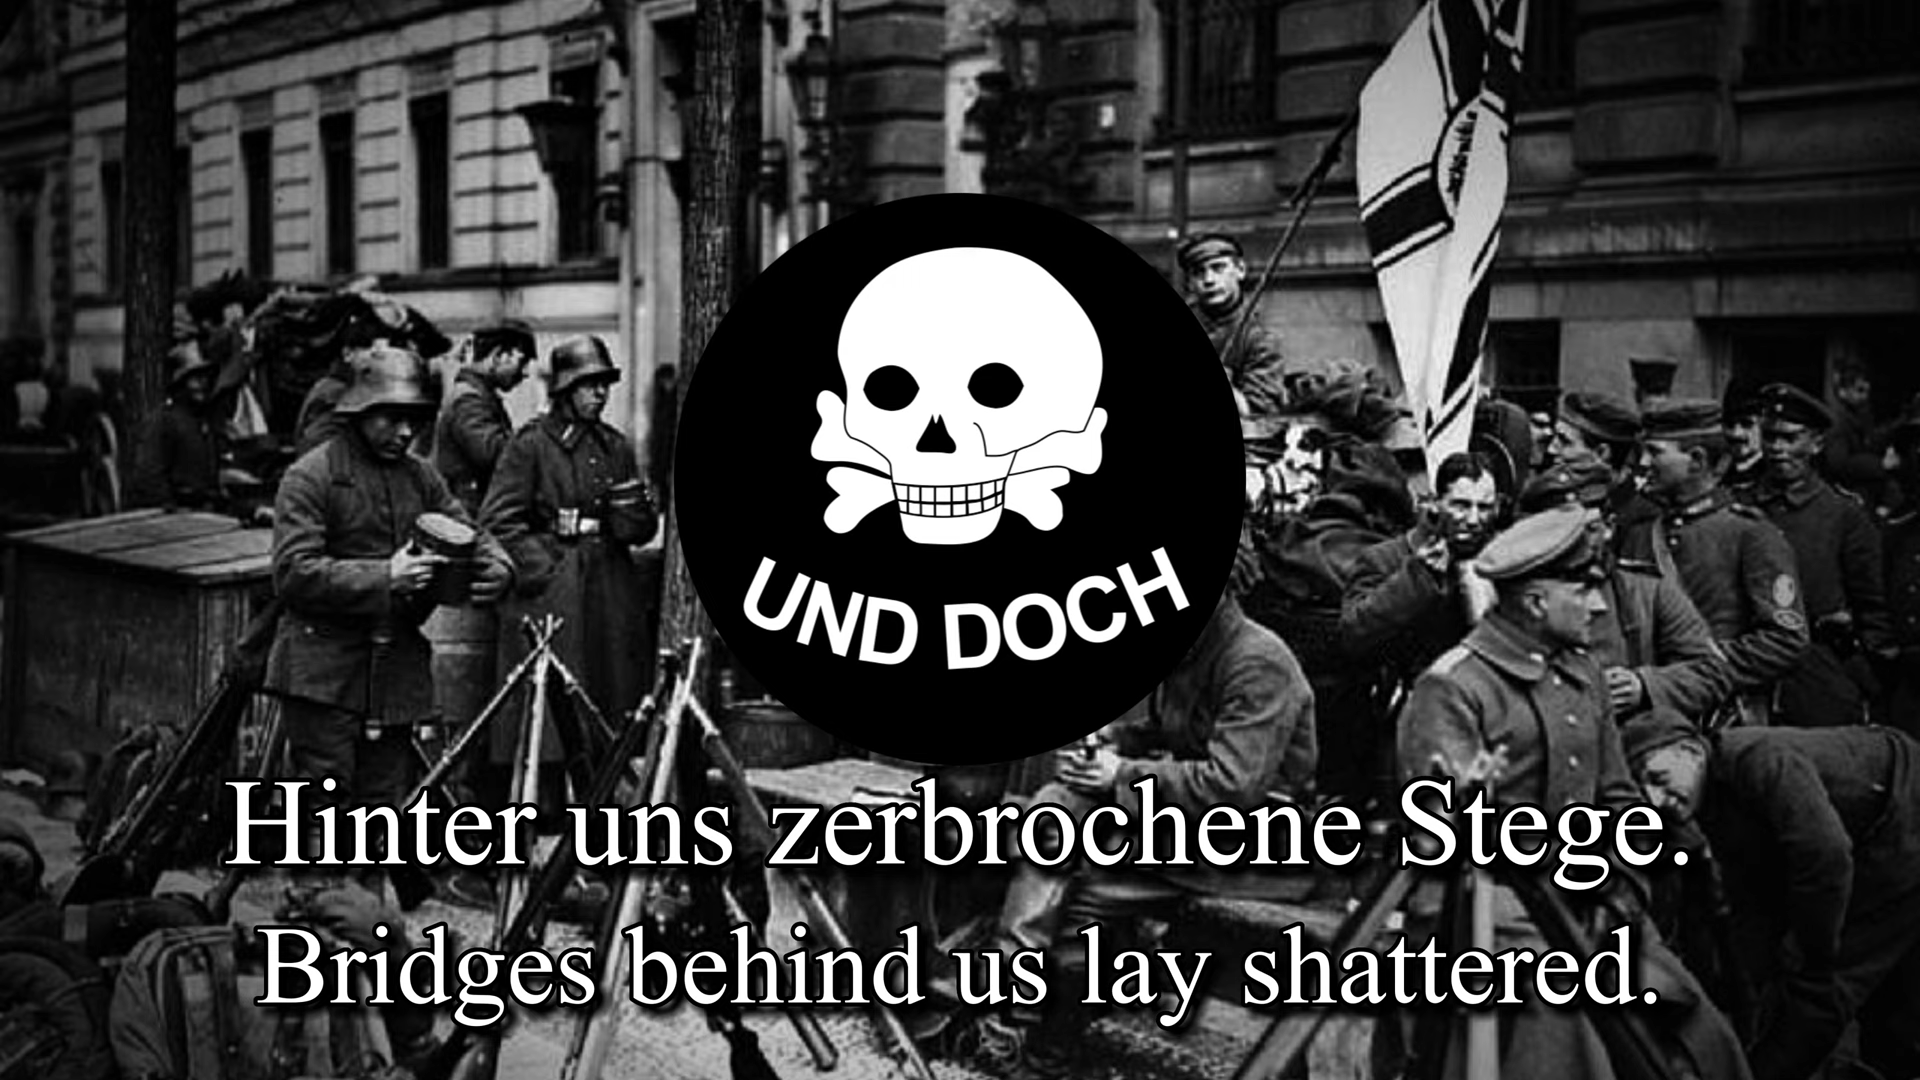 UND DOCH
Hinter uns zerbrochene Stege.
Bridges behind us lay shattered.